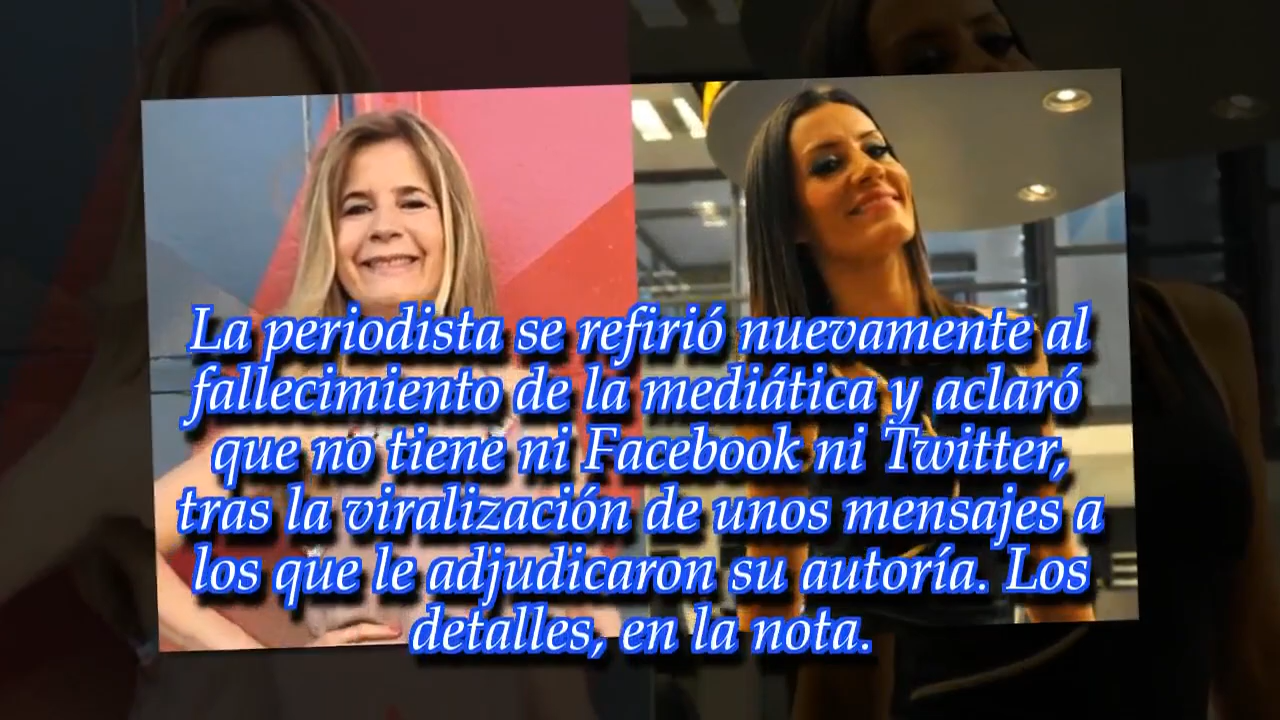 La periodista se refirió nuevamente al
fallecimiento de la mediática y aclaró
que no tiene ni Facebook ni Twitter,
tras la viralización de unos mensajes a
los que le adjudicaron su autoría. Los
detalles, en la nota.